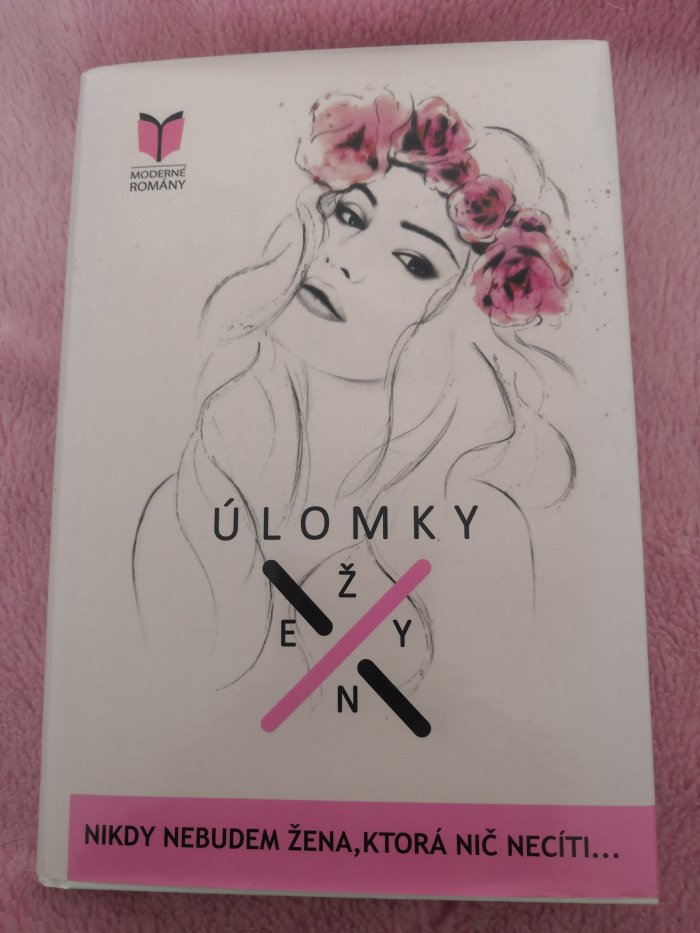 MODERNÉ
ROMÁNY
ÚLOMKY
Ž
E Y
N
NIKDY NEBUDEM ŽENA,KTORÁ NIČ NECÍTI...